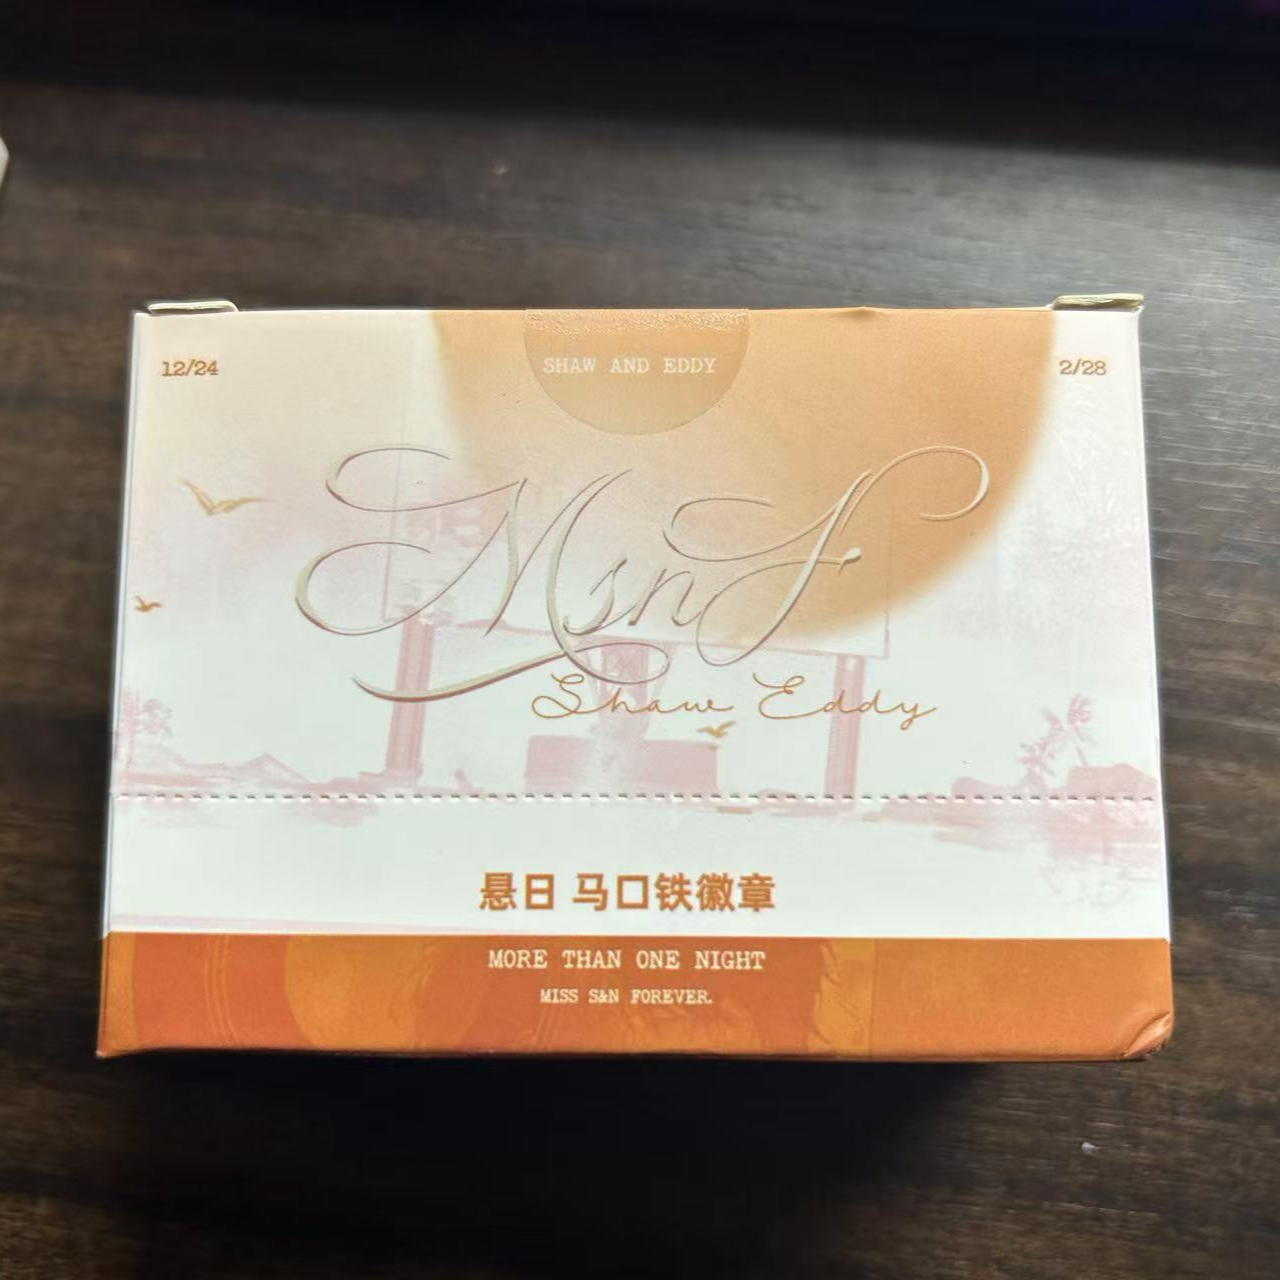 12/24
SHAW AND EDDY
2/28
Msnf
Shaw Eddy
悬日 马口铁徽章
MORE THAN ONE NIGHT
MISS S&N FOREVER.